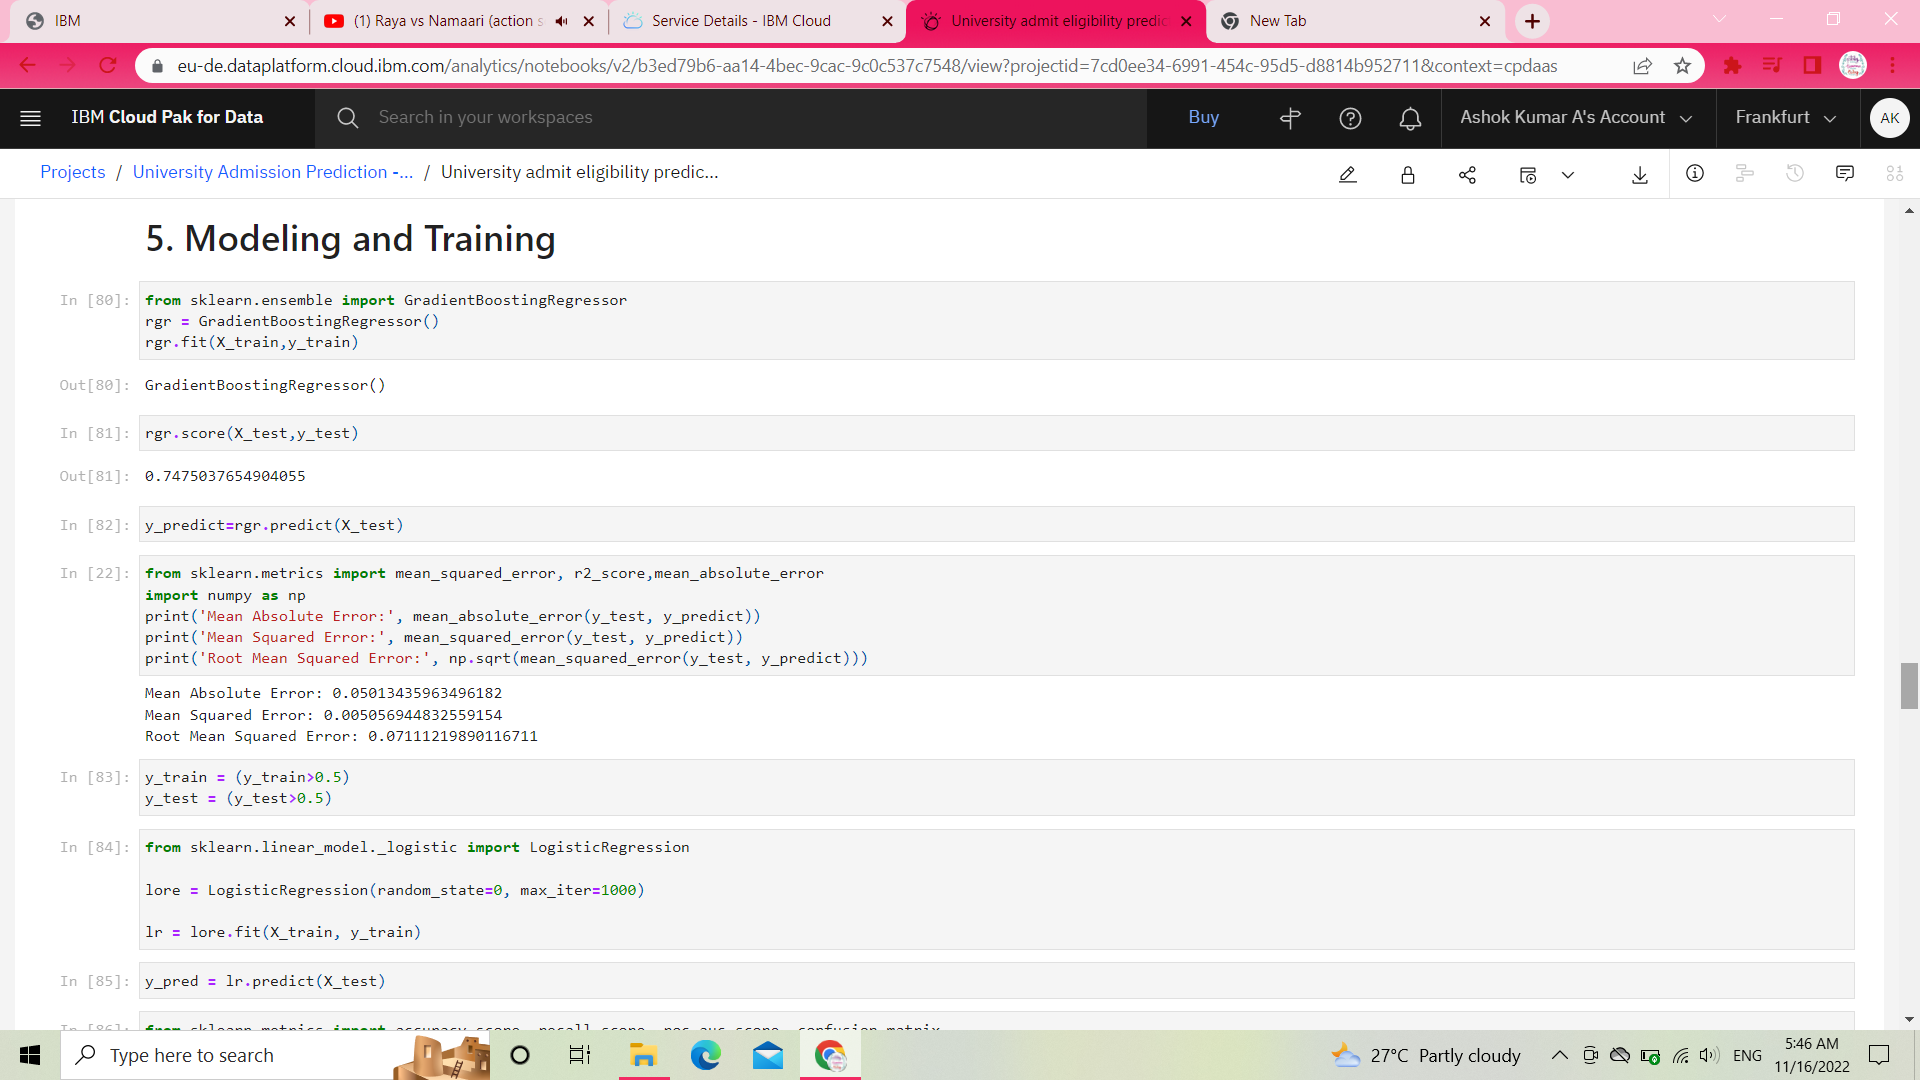 IBM
(1) Raya vs Namaari (action s
Service Details - IBM Cloud
University admit eligibility predic
New Tab
eu-de.dataplatform.cloud.ibm.com/analytics/notebooks/v2/b3ed79b6-aa14-4bec-9cac-9c0c537c7548/view?projectid=7cd0ee34-6991-454c-95d5-d8814b952711&context=cpdaas
IBM Cloud Pak for Data
Search in your workspaces
Buy
Ashok Kumar A's Account
Frankfurt
AK
Projects / University Admission Prediction -... / University admit eligibility predic...
5. Modeling and Training
In [80]: from sklearn.ensemble import GradientBoostingRegressor
rgr = GradientBoostingRegressor()
rgr.fit(X_train,y_train)
Out[80]: GradientBoostingRegressor()
In [81]: rgr.score(X_test,y_test)
Out[81]: 0.7475037654904055
In [82]: y_predict=rgr.predict(X_test)
In [22]: from sklearn.metrics import mean_squared_error, r2_score,mean_absolute_error
import numpy as np
print('Mean Absolute Error:', mean_absolute_error(y_test, y_predict))
print('Mean Squared Error:', mean_squared_error(y_test, y_predict))
print('Root Mean Squared Error:', np.sqrt(mean_squared_error(y_test, y_predict)))
Mean Absolute Error: 0.05013435963496182
Mean Squared Error: 0.005056944832559154
Root Mean Squared Error: 0.07111219890116711
In [83]: y_train = (y_train>0.5)
y_test = (y_test>0.5)
In [84]: from sklearn.linear_model._logistic import LogisticRegression
lore = LogisticRegression(random_state=0, max_iter=1000)
lr = lore.fit(X_train, y_train)
In [85]: y_pred = lr.predict(X_test)
In [86]: from sklearn.metrics import accuracy_score, recall_score, roc_auc_score, confusion_matrix
Type here to search
27°C Partly cloudy
ENG
5:46 AM
11/16/2022